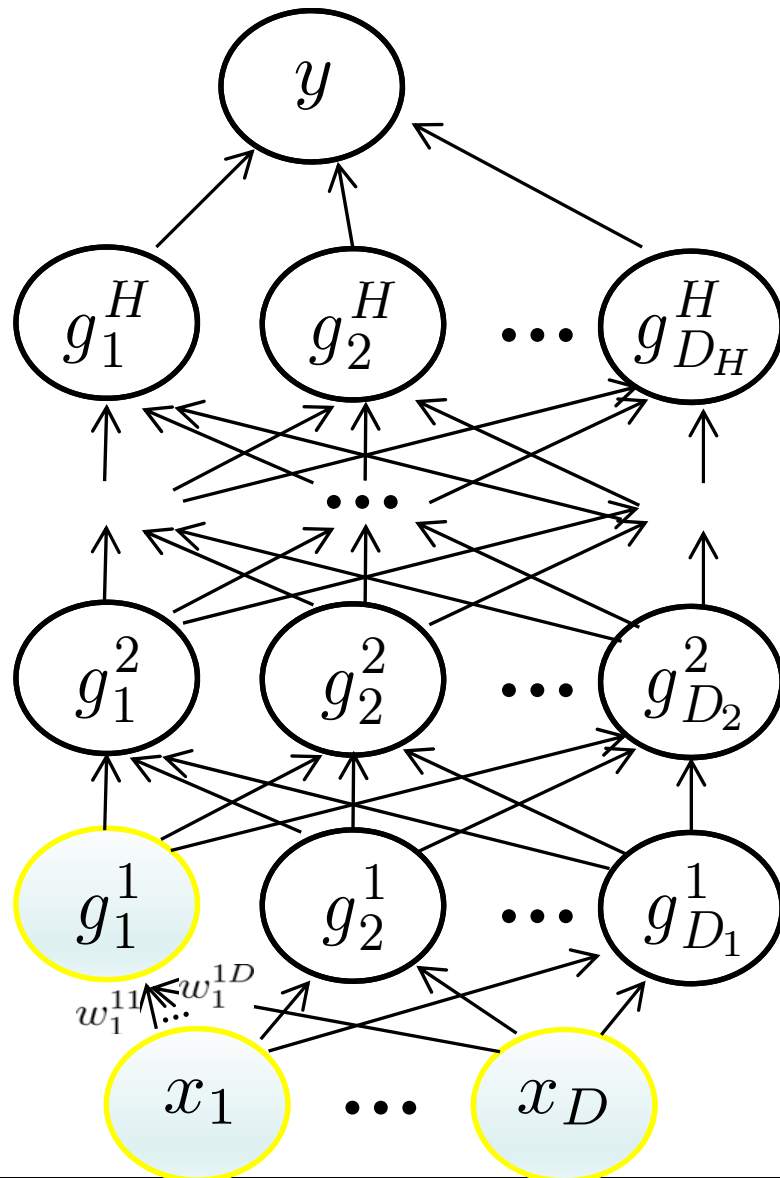 y
g_1^H g_2^H ... g_{D_H}^H
...
g_1^2 g_2^2 ... g_{D_2}^2
g_1^1 g_2^1 ... g_{D_1}^1
w_1^{11} ... w_1^{1D}
x_1 ... x_D